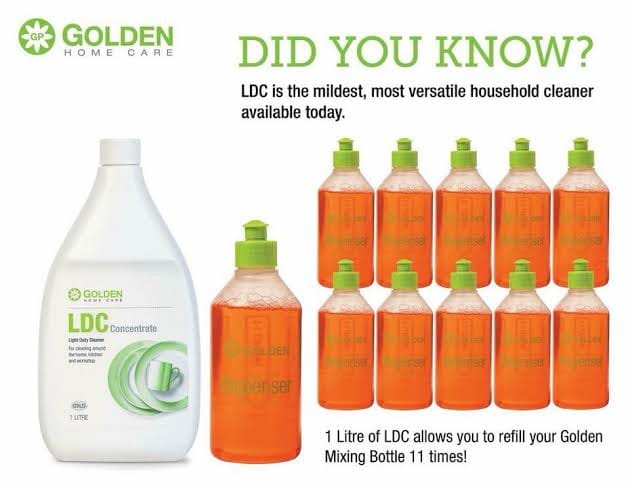 GP GOLDEN
HOME CARE
DID YOU KNOW?
LDC is the mildest, most versatile household cleaner
available today.
GOLDEN
HOME CARE
LDC Concentrate
Light Duty Cleaner
For cleaning around
the home, kitchen
and workshop
1 LITRE
GOLDEN
Dispenser
1 Litre of LDC allows you to refill your Golden
Mixing Bottle 11 times!